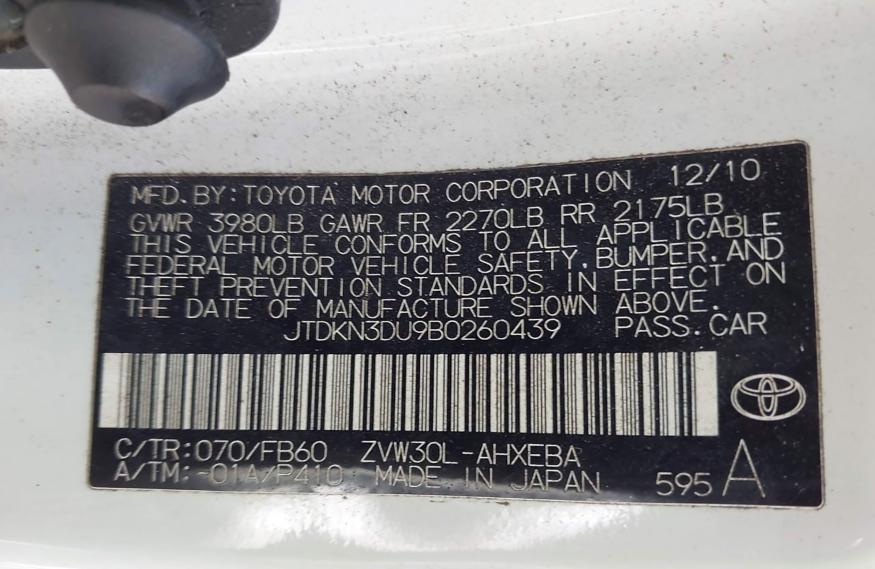 MFD.BY:TOYOTA MOTOR CORPORATION 12/10
GVWR 3980LB GAWR FR 2270LB RR 2175LB
THIS VEHICLE CONFORMS TO ALL APPLICABLE
FEDERAL MOTOR VEHICLE SAFETY,BUMPER,AND
THEFT PREVENTION STANDARDS IN EFFECT ON
THE DATE OF MANUFACTURE SHOWN ABOVE.
JTDKN3DU9B0260439 PASS.CAR
C/TR:070/FB60 ZVW30L-AHXEBA
A/TM:-01A/P410 MADE IN JAPAN 595 A